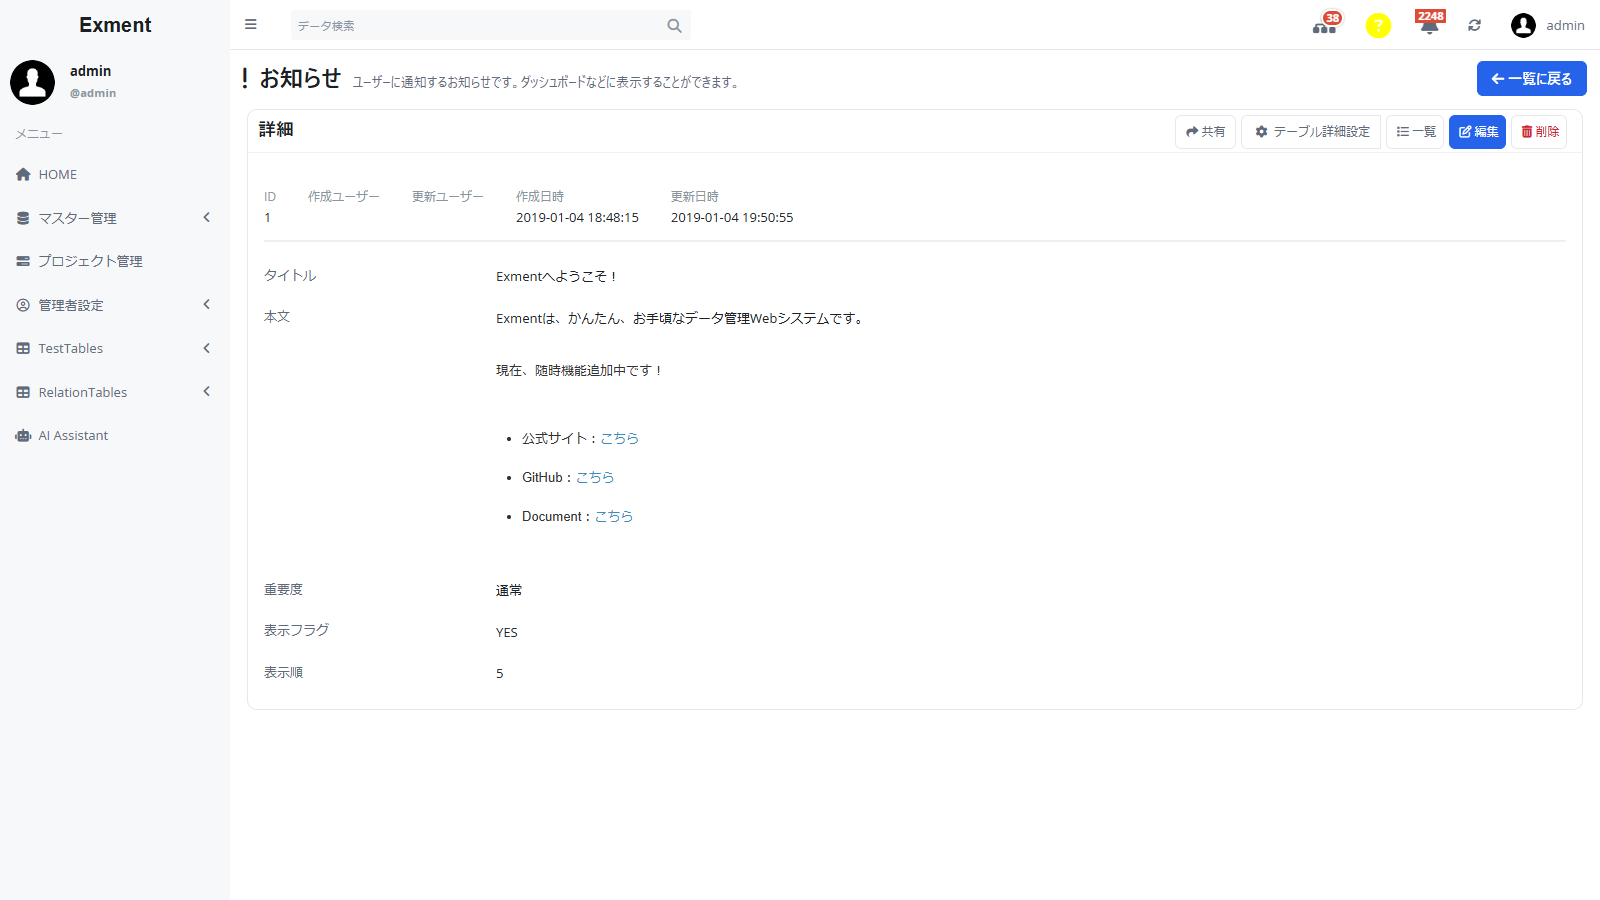 Exment
データ検索
38
?
2248
admin
admin
@admin
メニュー
HOME
マスター管理
プロジェクト管理
管理者設定
TestTables
RelationTables
AI Assistant
! お知らせ ユーザーに通知するお知らせです。ダッシュボードなどに表示することができます。
一覧に戻る
詳細
共有
テーブル詳細設定
一覧
編集
削除
ID 作成ユーザー 更新ユーザー 作成日時 更新日時
1 2019-01-04 18:48:15 2019-01-04 19:50:55
タイトル Exmentへようこそ！
本文 Exmentは、かんたん、お手頃なデータ管理Webシステムです。
現在、随時機能追加中です！
• 公式サイト：こちら
• GitHub：こちら
• Document：こちら
重要度 通常
表示フラグ YES
表示順 5